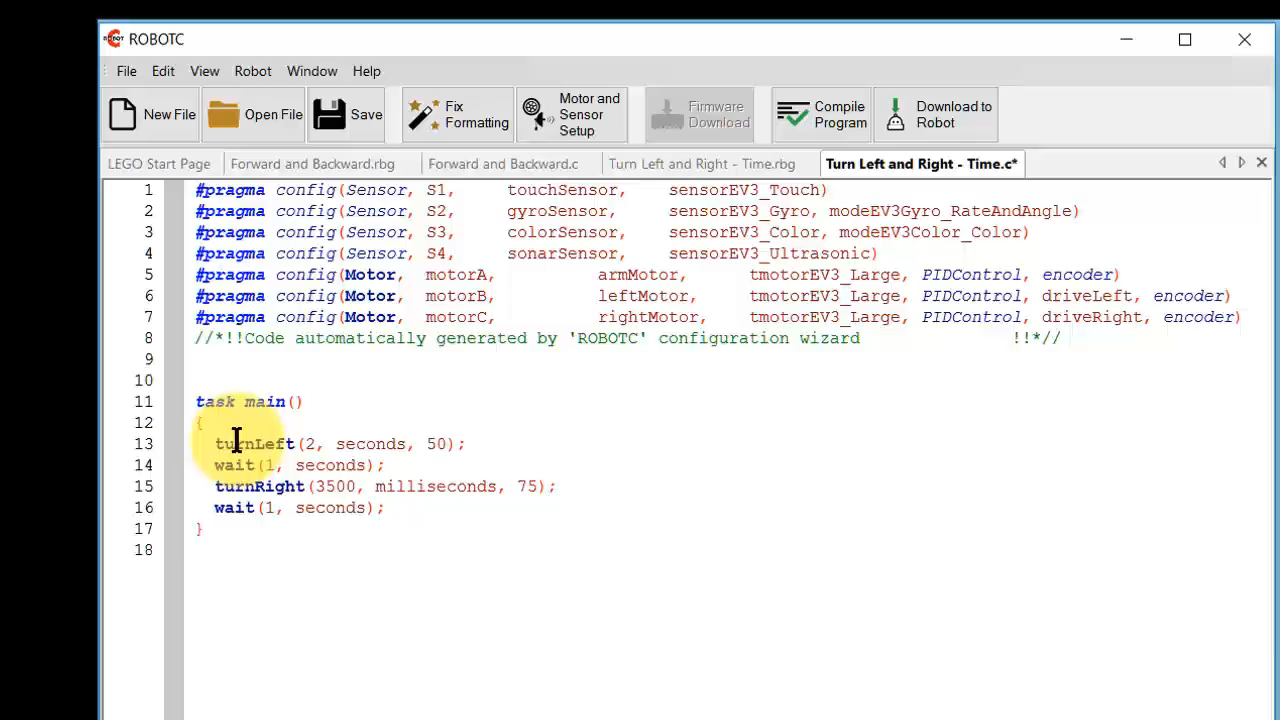 ROBOTC
File Edit View Robot Window Help
New File Open File Save Fix Formatting Motor and Sensor Setup Firmware Download Compile Program Download to Robot
LEGO Start Page Forward and Backward.rbg Forward and Backward.c Turn Left and Right - Time.rbg Turn Left and Right - Time.c*
1 #pragma config(Sensor, S1, touchSensor, sensorEV3_Touch)
2 #pragma config(Sensor, S2, gyroSensor, sensorEV3_Gyro, modeEV3Gyro_RateAndAngle)
3 #pragma config(Sensor, S3, colorSensor, sensorEV3_Color, modeEV3Color_Color)
4 #pragma config(Sensor, S4, sonarSensor, sensorEV3_Ultrasonic)
5 #pragma config(Motor, motorA, armMotor, tmotorEV3_Large, PIDControl, encoder)
6 #pragma config(Motor, motorB, leftMotor, tmotorEV3_Large, PIDControl, driveLeft, encoder)
7 #pragma config(Motor, motorC, rightMotor, tmotorEV3_Large, PIDControl, driveRight, encoder)
8 //*!!Code automatically generated by 'ROBOTC' configuration wizard !!*//
9
10
11 task main()
12 {
13 turnLeft(2, seconds, 50);
14 wait(1, seconds);
15 turnRight(3500, milliseconds, 75);
16 wait(1, seconds);
17 }
18